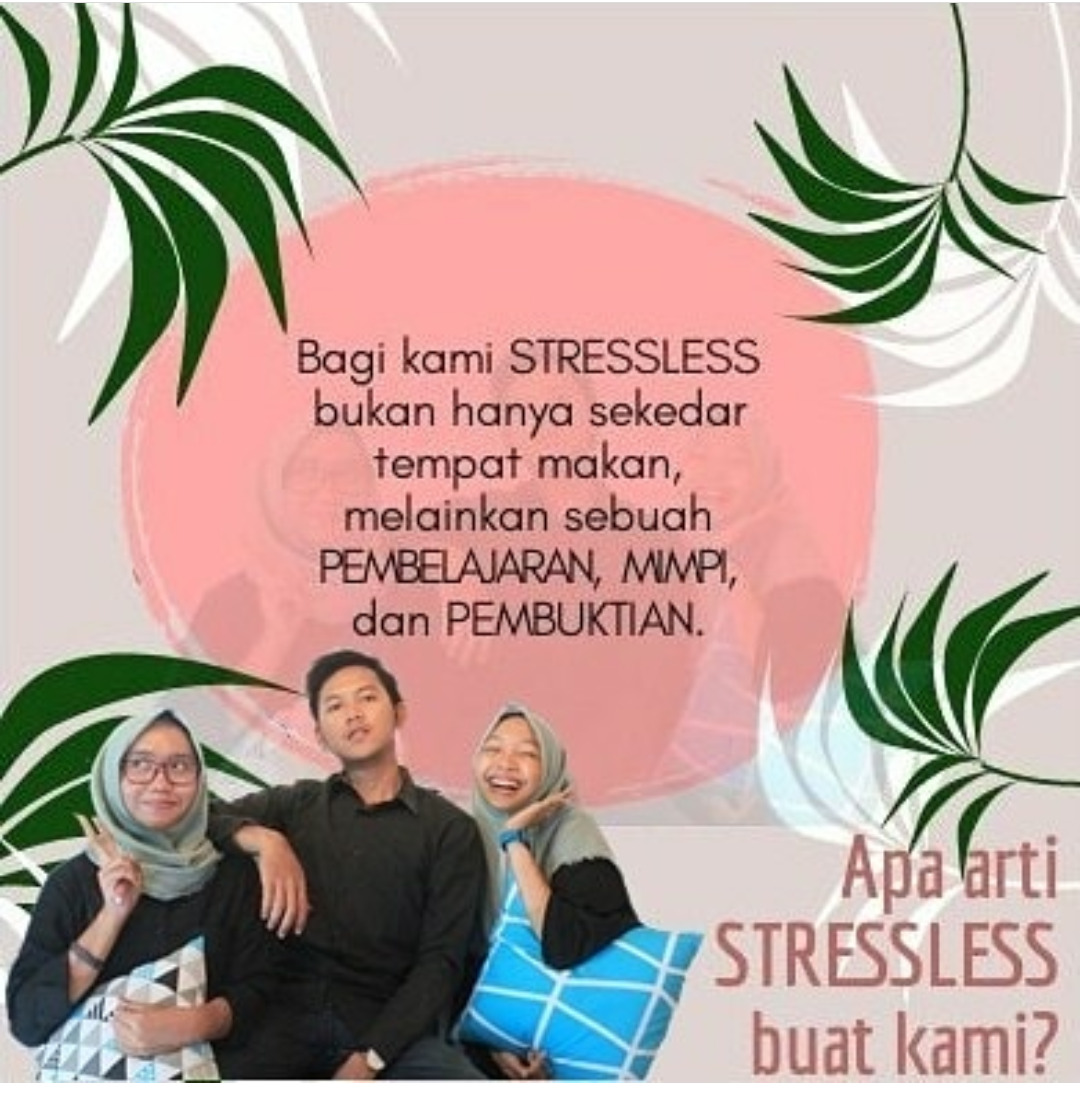 Bagi kami STRESSLESS
bukan hanya sekedar
tempat makan,
melainkan sebuah
PEMBELAJARAN, MIMPI,
dan PEMBUKTIAN.
Apa arti
STRESSLESS
buat kami?